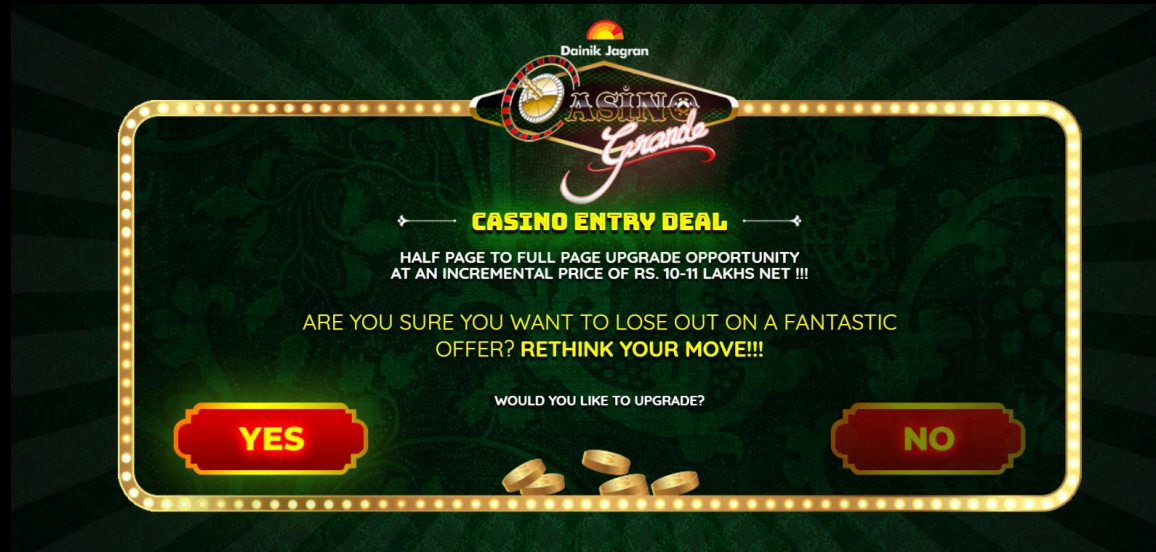 Dainik Jagran
CASINO
Grande
CASINO ENTRY DEAL
HALF PAGE TO FULL PAGE UPGRADE OPPORTUNITY
AT AN INCREMENTAL PRICE OF RS. 10-11 LAKHS NET !!!
ARE YOU SURE YOU WANT TO LOSE OUT ON A FANTASTIC
OFFER? RETHINK YOUR MOVE!!!
WOULD YOU LIKE TO UPGRADE?
YES
NO